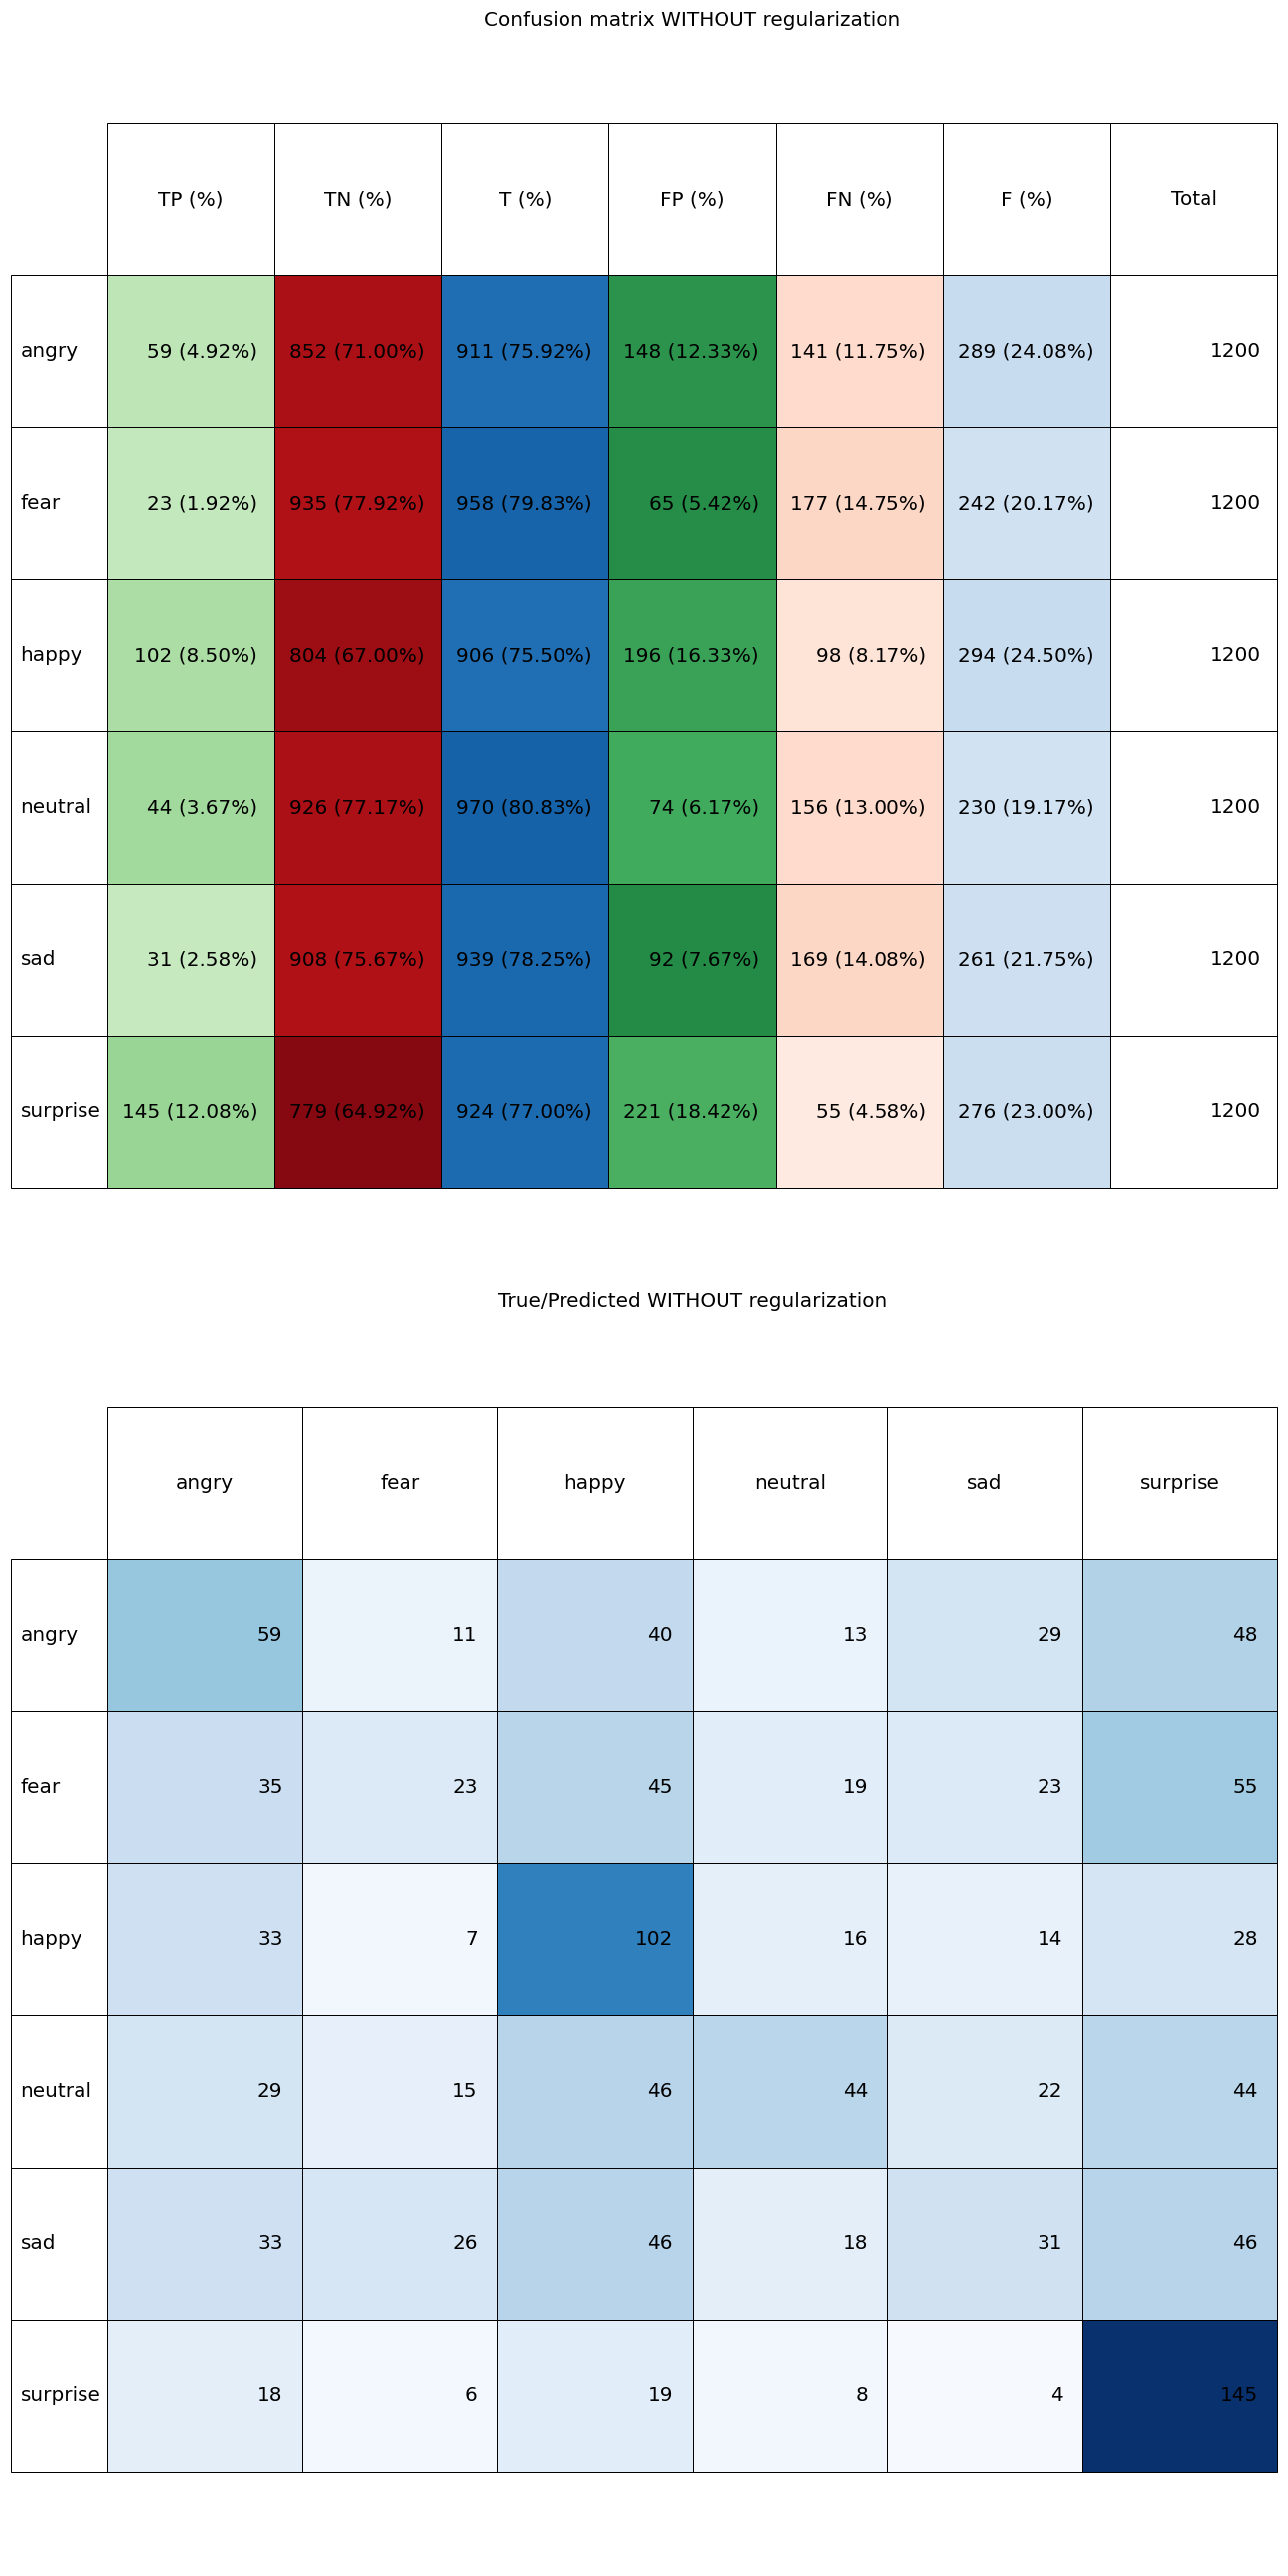 Confusion matrix WITHOUT regularization
TP (%) TN (%) T (%) FP (%) FN (%) F (%) Total
angry 59 (4.92%) 852 (71.00%) 911 (75.92%) 148 (12.33%) 141 (11.75%) 289 (24.08%) 1200
fear 23 (1.92%) 935 (77.92%) 958 (79.83%) 65 (5.42%) 177 (14.75%) 242 (20.17%) 1200
happy 102 (8.50%) 804 (67.00%) 906 (75.50%) 196 (16.33%) 98 (8.17%) 294 (24.50%) 1200
neutral 44 (3.67%) 926 (77.17%) 970 (80.83%) 74 (6.17%) 156 (13.00%) 230 (19.17%) 1200
sad 31 (2.58%) 908 (75.67%) 939 (78.25%) 92 (7.67%) 169 (14.08%) 261 (21.75%) 1200
surprise 145 (12.08%) 779 (64.92%) 924 (77.00%) 221 (18.42%) 55 (4.58%) 276 (23.00%) 1200
True/Predicted WITHOUT regularization
angry fear happy neutral sad surprise
angry 59 11 40 13 29 48
fear 35 23 45 19 23 55
happy 33 7 102 16 14 28
neutral 29 15 46 44 22 44
sad 33 26 46 18 31 46
surprise 18 6 19 8 4 145